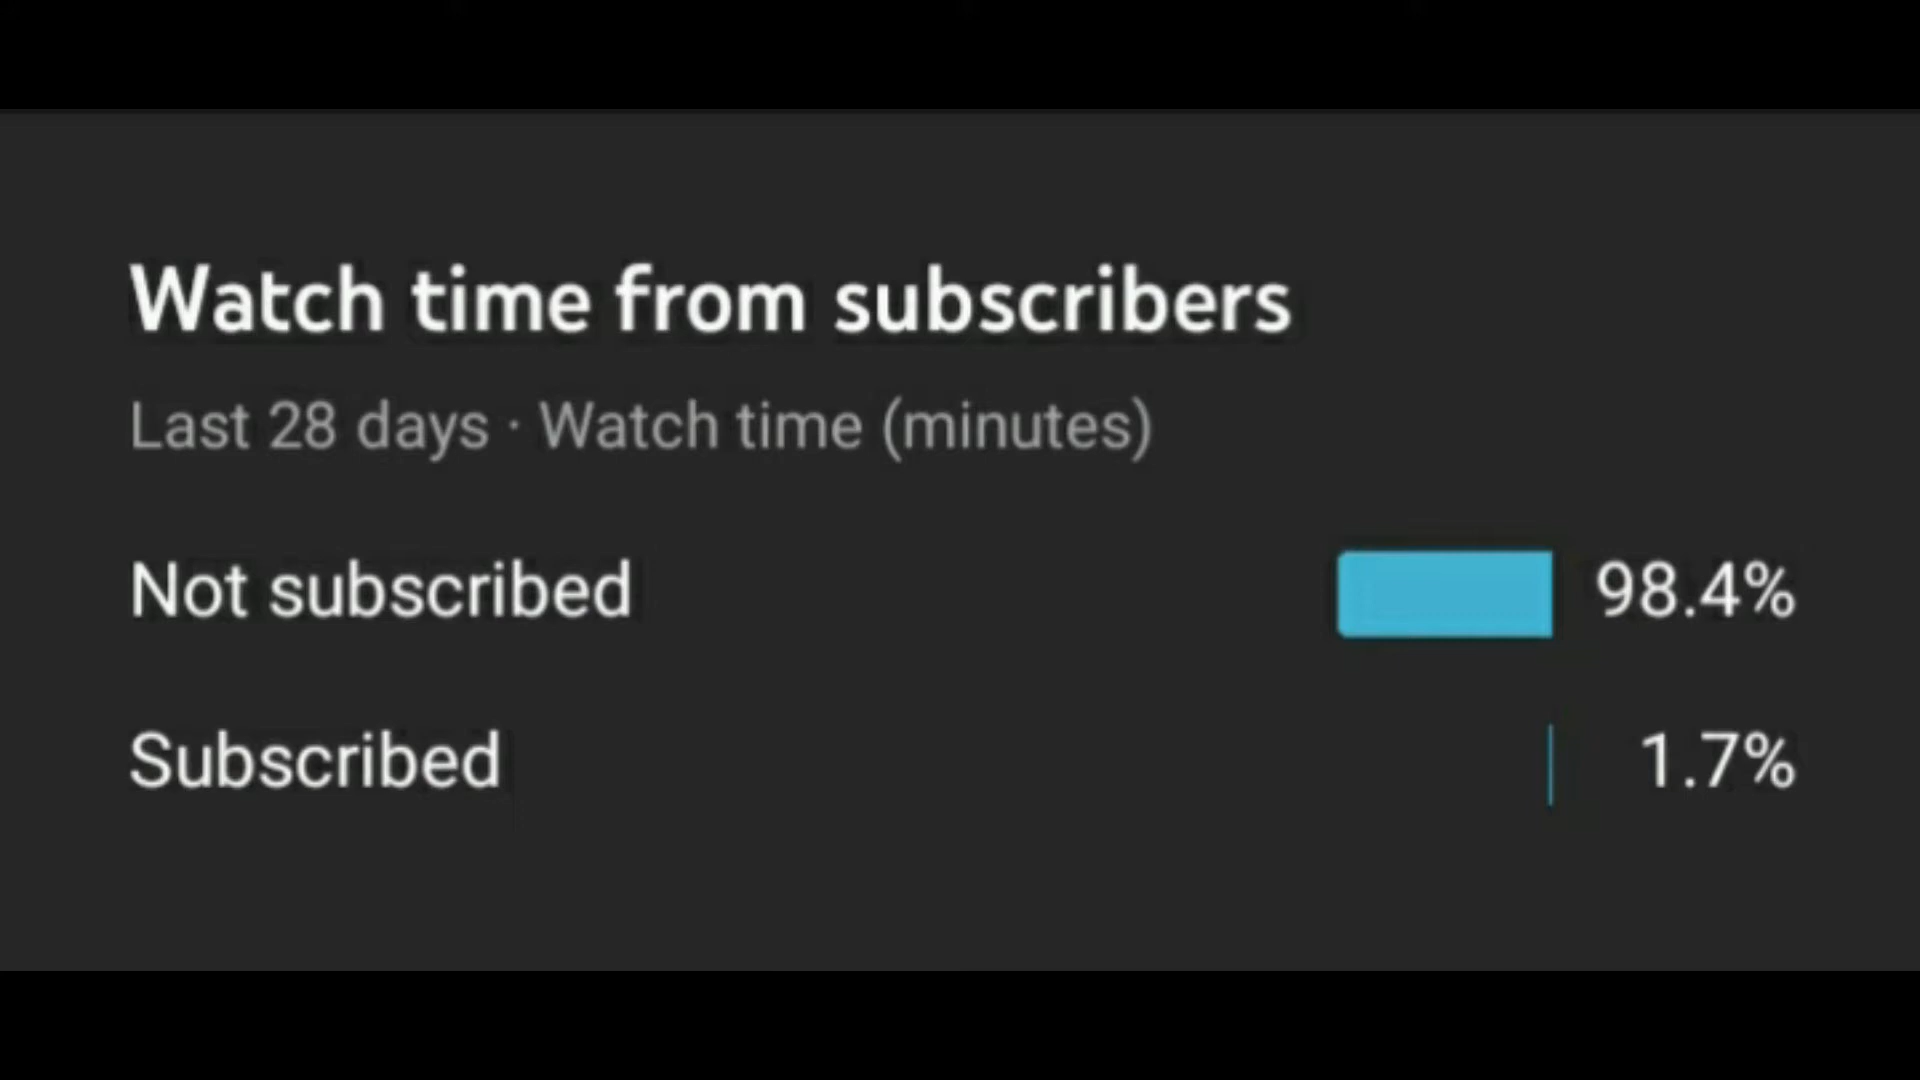 Watch time from subscribers
Last 28 days · Watch time (minutes)
Not subscribed 98.4%
Subscribed 1.7%